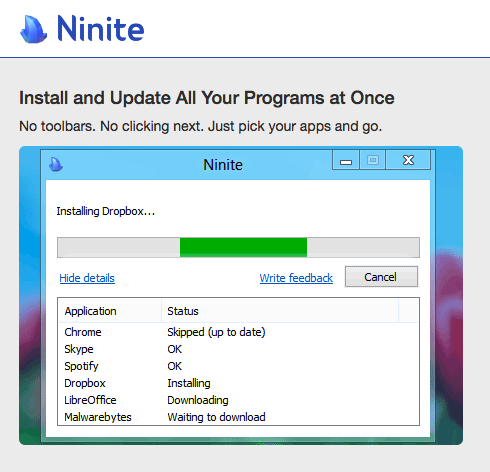 Ninite
Install and Update All Your Programs at Once
No toolbars. No clicking next. Just pick your apps and go.
Ninite
Installing Dropbox...
Hide details
Write feedback
Cancel
Application Status
Chrome Skipped (up to date)
Skype OK
Spotify OK
Dropbox Installing
LibreOffice Downloading
Malwarebytes Waiting to download